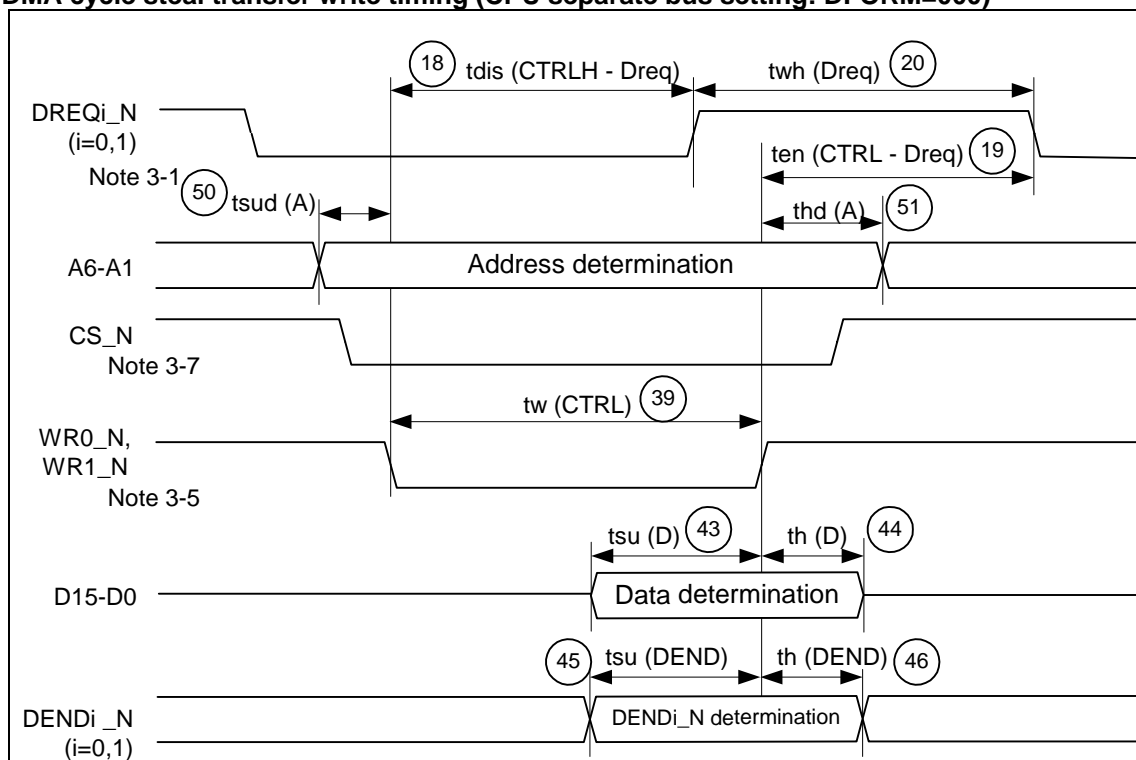 DMA cycle steal transfer write timing (CPU separate bus setting: DFORM=000)
18 tdis (CTRLH - Dreq) twh (Dreq) 20
DREQi_N
(i=0,1)
Note 3-1
ten (CTRL - Dreq) 19
50 tsud (A) thd (A) 51
A6-A1 Address determination
CS_N
Note 3-7
tw (CTRL) 39
WR0_N,
WR1_N
Note 3-5
tsu (D) 43 th (D) 44
D15-D0 Data determination
45 tsu (DEND) th (DEND) 46
DENDi _N DENDi_N determination
(i=0,1)